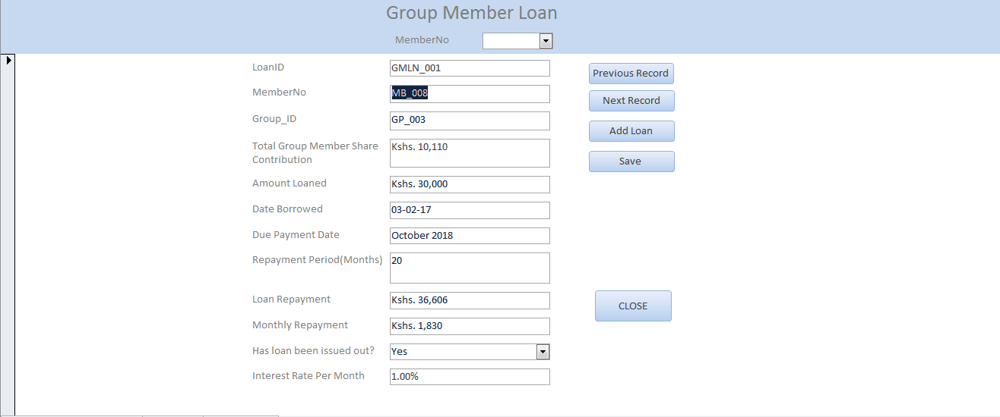 Group Member Loan
MemberNo
LoanID GMLN_001
MemberNo MB_008
Group_ID GP_003
Total Group Member Share
Contribution
Kshs. 10,110
Amount Loaned Kshs. 30,000
Date Borrowed 03-02-17
Due Payment Date October 2018
Repayment Period(Months) 20
Loan Repayment Kshs. 36,606
Monthly Repayment Kshs. 1,830
Has loan been issued out? Yes
Interest Rate Per Month 1.00%
Previous Record
Next Record
Add Loan
Save
CLOSE